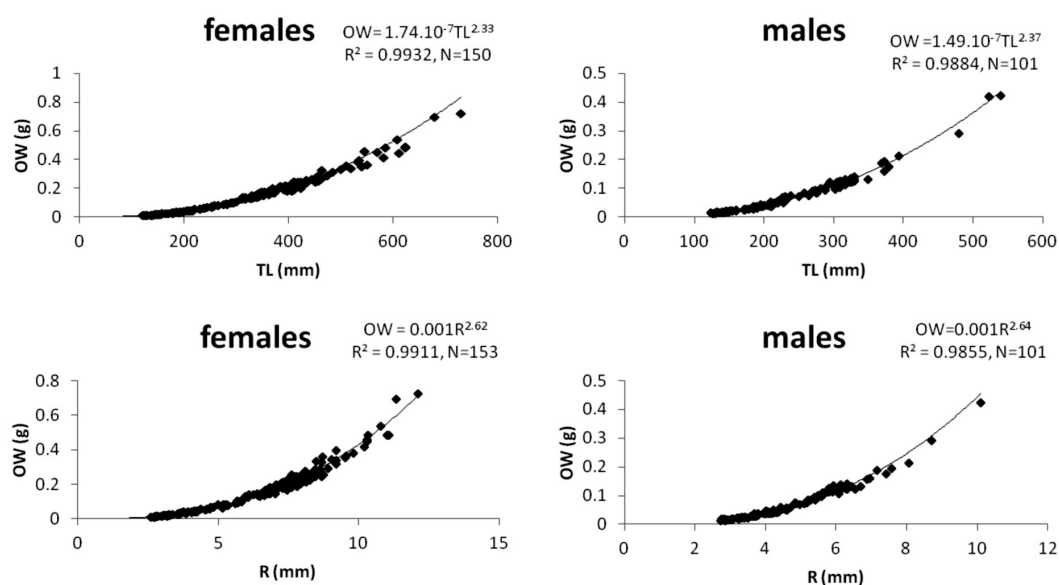 females
OW = 1.74.10⁻⁷TL²·³³
R² = 0.9932, N=150
1
0.8
0.6
0.4
0.2
0
OW (g)
0 200 400 600 800
TL (mm)
males
OW =1.49.10⁻⁷TL²·³⁷
R² = 0.9884, N=101
0.5
0.4
0.3
0.2
0.1
0
OW (g)
0 100 200 300 400 500 600
TL (mm)
females
OW = 0.001R²·⁶²
R² = 0.9911, N=153
0.8
0.6
0.4
0.2
0
OW (g)
0 5 10 15
R (mm)
males
OW=0.001R²·⁶⁴
R² = 0.9855, N=101
0.5
0.4
0.3
0.2
0.1
0
OW (g)
0 2 4 6 8 10 12
R (mm)